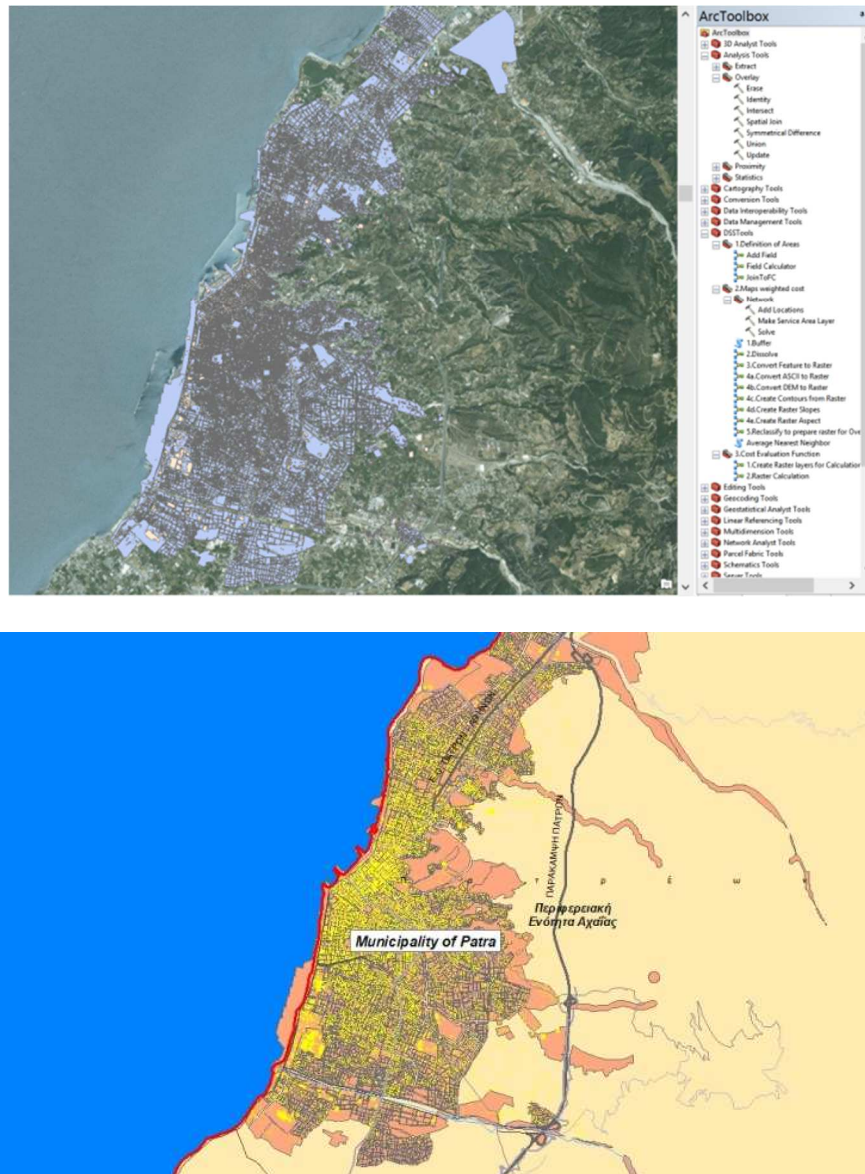 ArcToolbox
ArcToolbox
3D Analyst Tools
Analysis Tools
Extract
Overlay
Erase
Identity
Intersect
Spatial Join
Symmetrical Difference
Union
Update
Proximity
Statistics
Cartography Tools
Conversion Tools
Data Interoperability Tools
Data Management Tools
DSSTools
1.Definition of Areas
Add Field
Field Calculator
JoinToFC
2.Maps weighted cost
Network
Add Locations
Make Service Area Layer
Solve
1.Buffer
2.Dissolve
3.Convert Feature to Raster
4a.Convert ASCII to Raster
4b.Convert DEM to Raster
4c.Create Contours from Raster
4d.Create Raster Slopes
4e.Create Raster Aspect
5.Reclassify to prepare raster for Ove
Average Nearest Neighbor
3.Cost Evaluation Function
1.Create Raster layers for Calculation
2.Raster Calculation
Editing Tools
Geocoding Tools
Geostatistical Analyst Tools
Linear Referencing Tools
Multidimension Tools
Network Analyst Tools
Parcel Fabric Tools
Schematics Tools
Server Tools
ΠΑΤΡΩΝ
ΠΑΡΑΚΑΜΨΗ ΠΑΤΡΩΝ
τ ρ έ ω
Περιφερειακή
Ενότητα Αχαΐας
Municipality of Patra